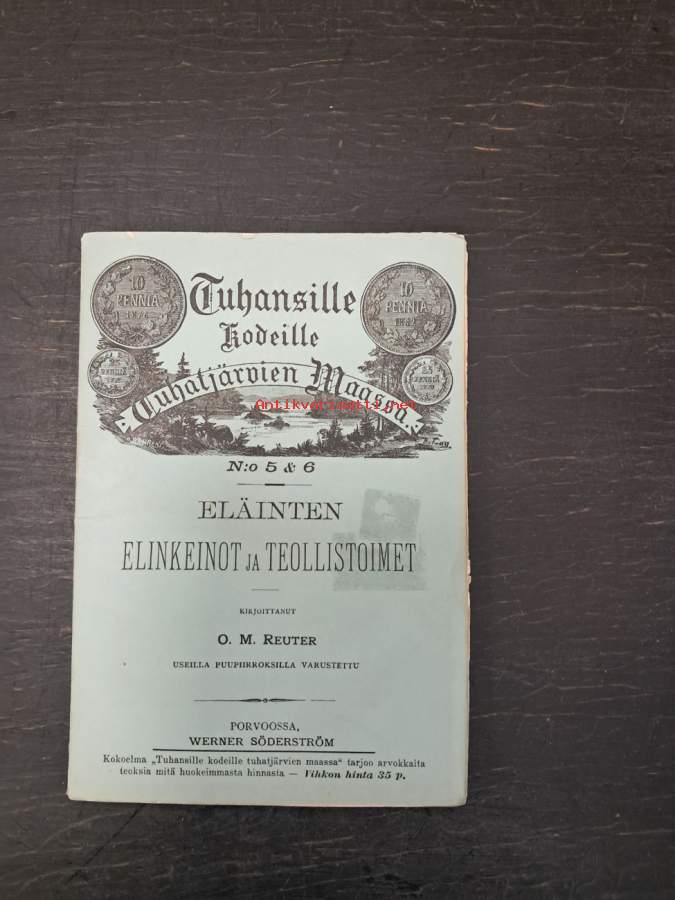 10
PENNIÄ
10
PENNIÄ
25
PENNIÄ
25
PENNIÄ
Tuhansille
Kodeille
Tuhatjärvien Maassa.
Antikvariaatti.net
N:o 5 & 6
ELÄINTEN
ELINKEINOT JA TEOLLISTOIMET
KIRJOITTANUT
O. M. REUTER
USEILLA PUUPIIRROKSILLA VARUSTETTU
PORVOOSSA,
WERNER SÖDERSTRÖM
Kokoelma „Tuhansille kodeille tuhatjärvien maassa“ tarjoo arvokkaita
teoksia mitä huokeimmasta hinnasta — Vihkon hinta 35 p.